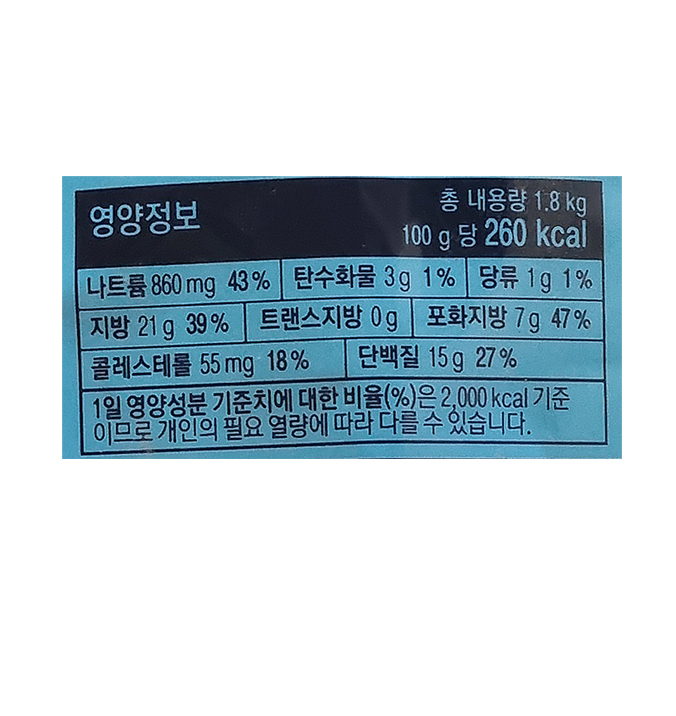 영양정보
총 내용량 1.8 kg
100 g 당 260 kcal
나트륨 860 mg 43 % 탄수화물 3 g 1 % 당류 1 g 1 %
지방 21 g 39 % 트랜스지방 0 g 포화지방 7 g 47 %
콜레스테롤 55 mg 18 % 단백질 15 g 27 %
1일 영양성분 기준치에 대한 비율(%)은 2,000 kcal 기준
이므로 개인의 필요 열량에 따라 다를 수 있습니다.